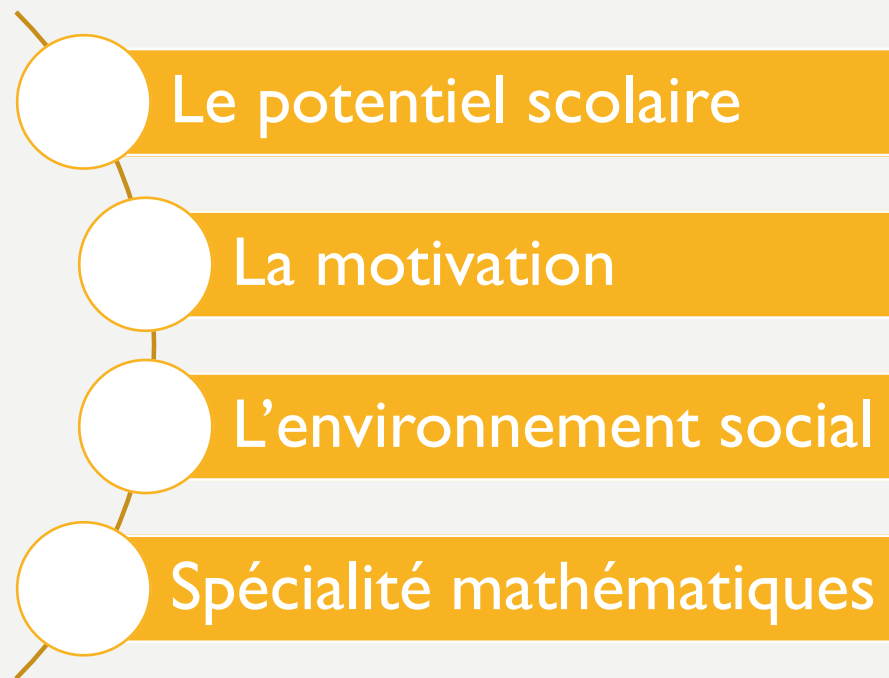 Le potentiel scolaire
La motivation
L’environnement social
Spécialité mathématiques